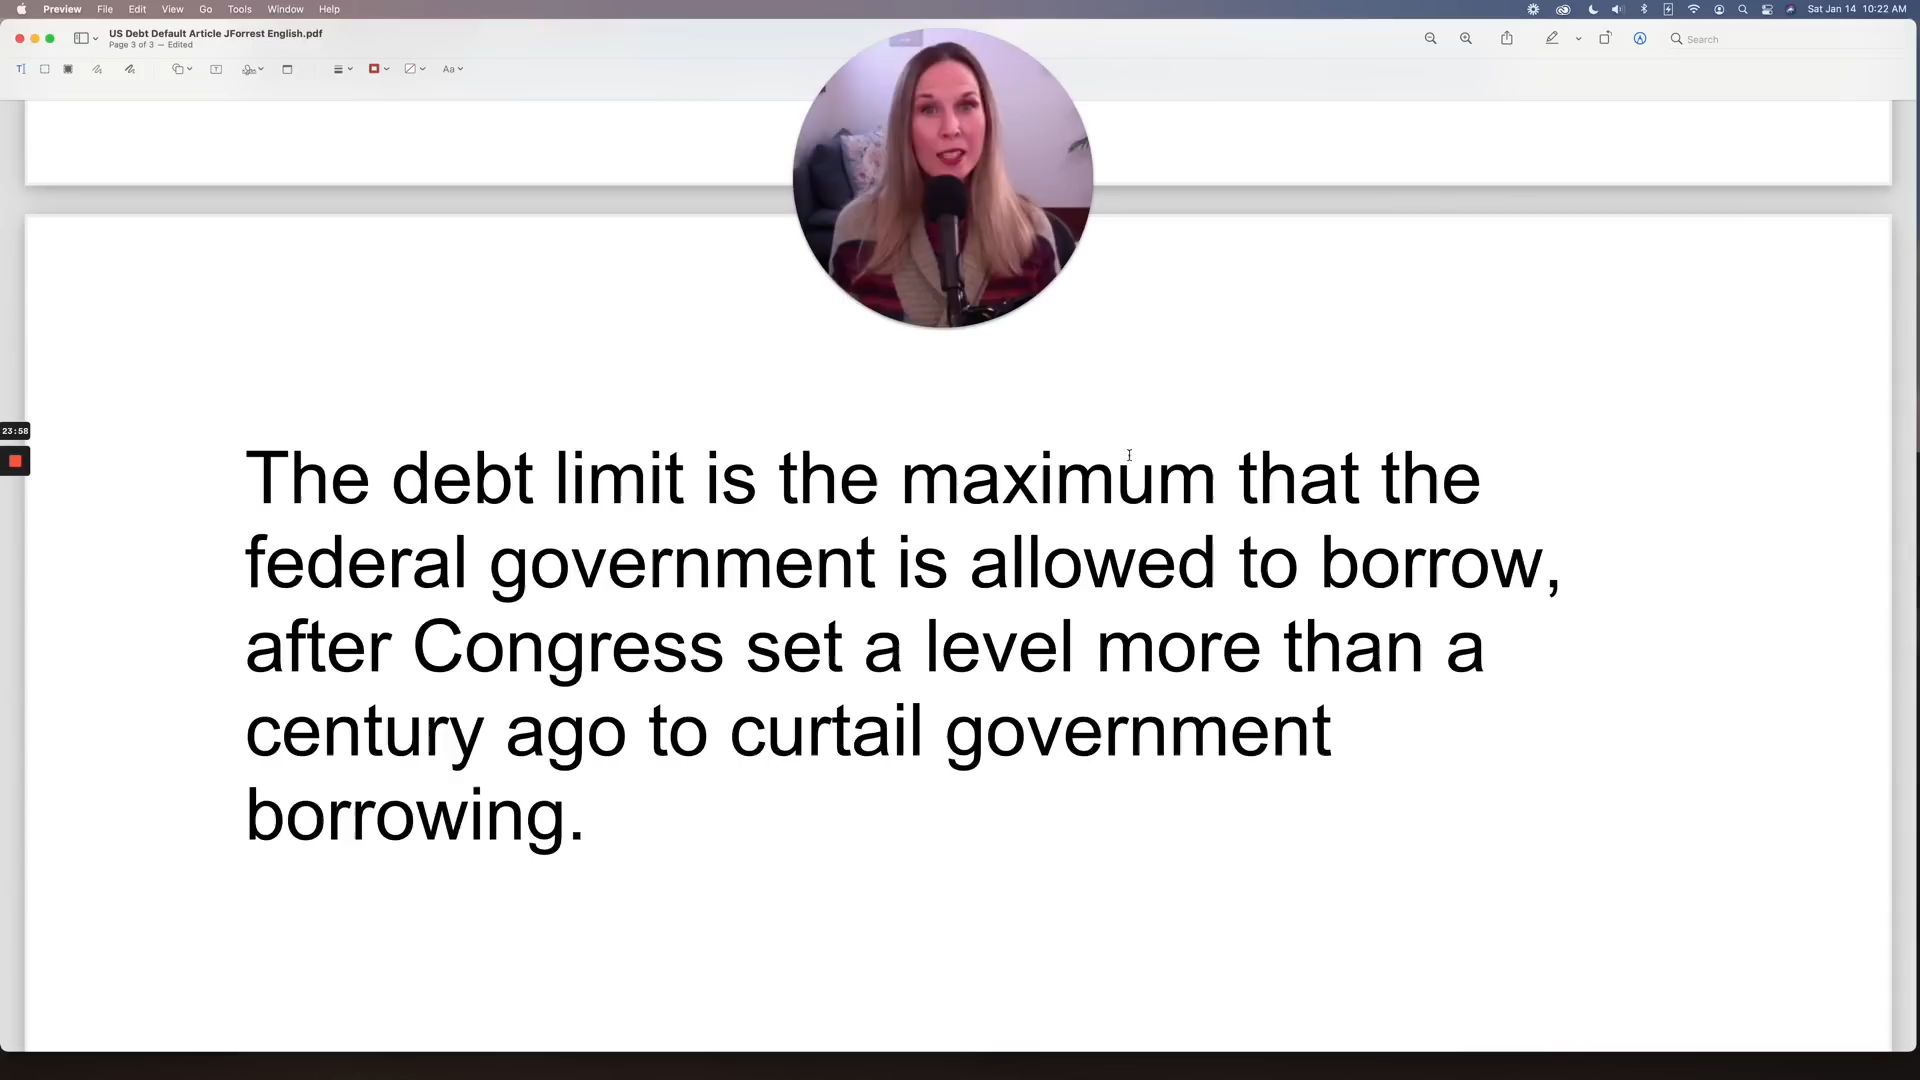 Preview File Edit View Go Tools Window Help
Sat Jan 14 10:22 AM
US Debt Default Article JForrest English.pdf
Page 3 of 3 — Edited
Search
Aa
23:58
The debt limit is the maximum that the
federal government is allowed to borrow,
after Congress set a level more than a
century ago to curtail government
borrowing.